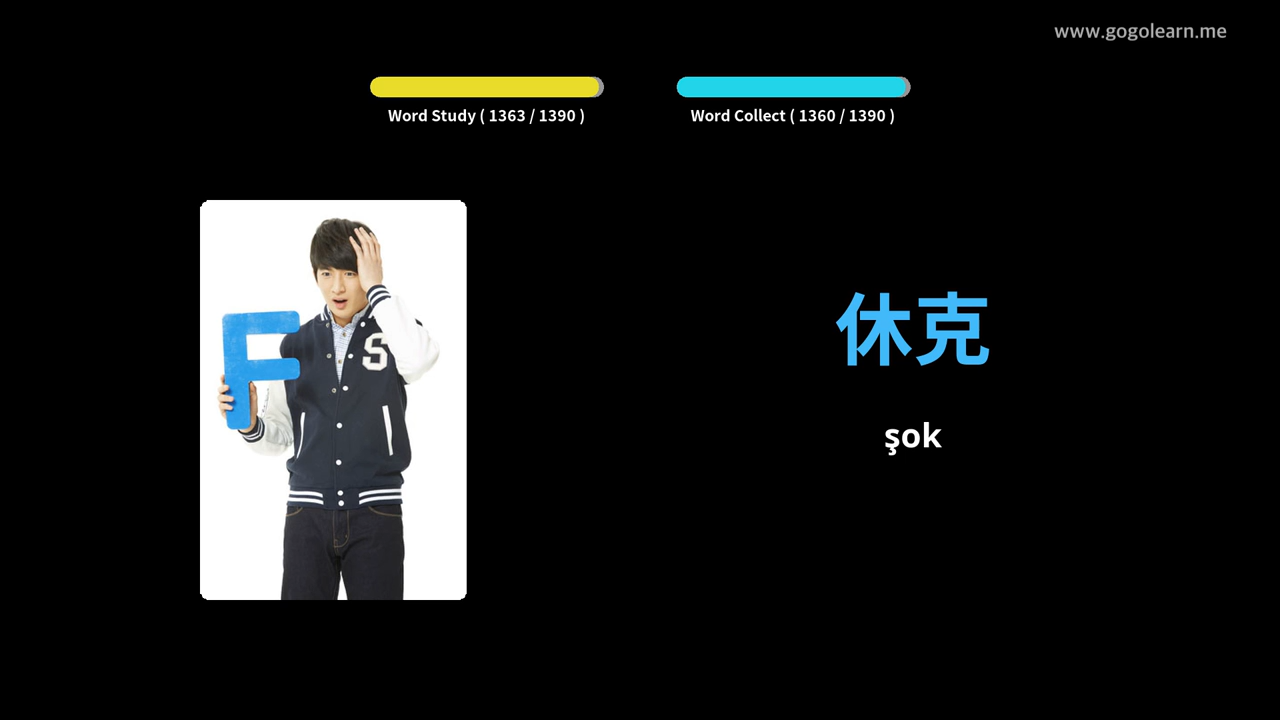 www.gogolearn.me
Word Study ( 1363 / 1390 )
Word Collect ( 1360 / 1390 )
F
S
休克
şok